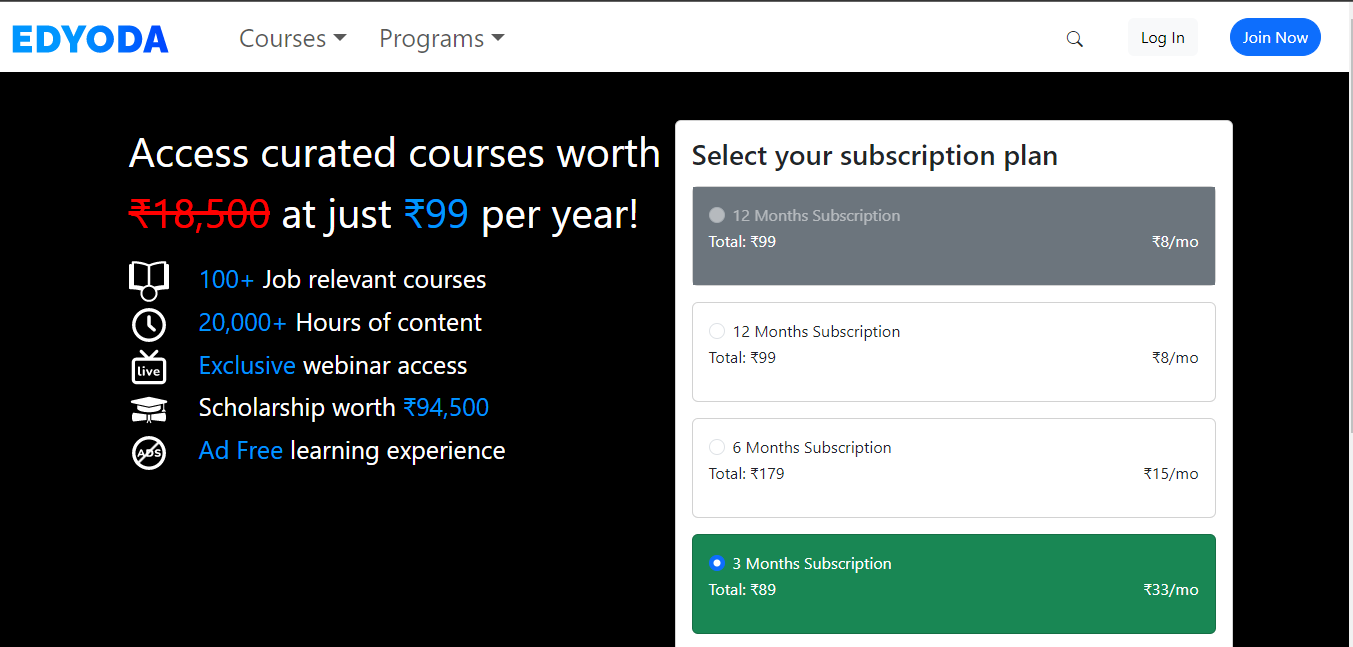 EDYODA
Courses
Programs
Log In
Join Now
Access curated courses worth
₹18,500 at just ₹99 per year!
100+ Job relevant courses
20,000+ Hours of content
live
Exclusive webinar access
Scholarship worth ₹94,500
ADS
Ad Free learning experience
Select your subscription plan
12 Months Subscription
Total: ₹99 ₹8/mo
12 Months Subscription
Total: ₹99 ₹8/mo
6 Months Subscription
Total: ₹179 ₹15/mo
3 Months Subscription
Total: ₹89 ₹33/mo